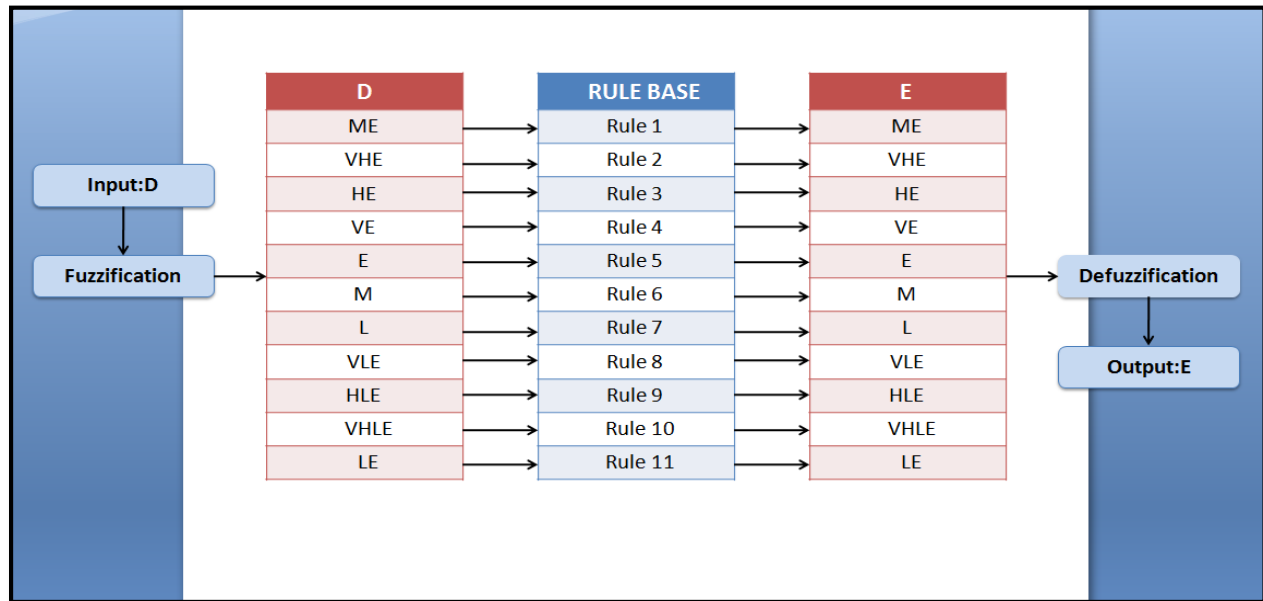 D RULE BASE E
ME Rule 1 ME
VHE Rule 2 VHE
Input:D
HE Rule 3 HE
VE Rule 4 VE
Fuzzification
E Rule 5 E
Defuzzification
M Rule 6 M
L Rule 7 L
VLE Rule 8 VLE
Output:E
HLE Rule 9 HLE
VHLE Rule 10 VHLE
LE Rule 11 LE